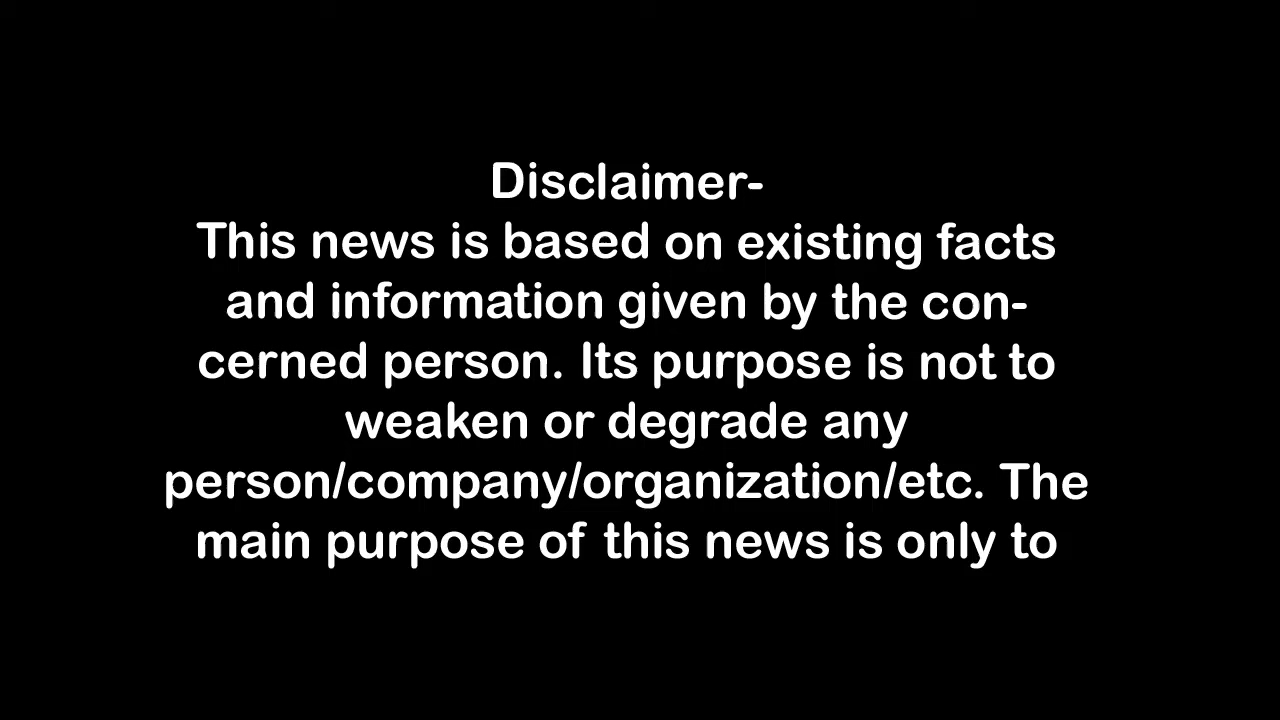 Disclaimer-
This news is based on existing facts
and information given by the con-
cerned person. Its purpose is not to
weaken or degrade any
person/company/organization/etc. The
main purpose of this news is only to